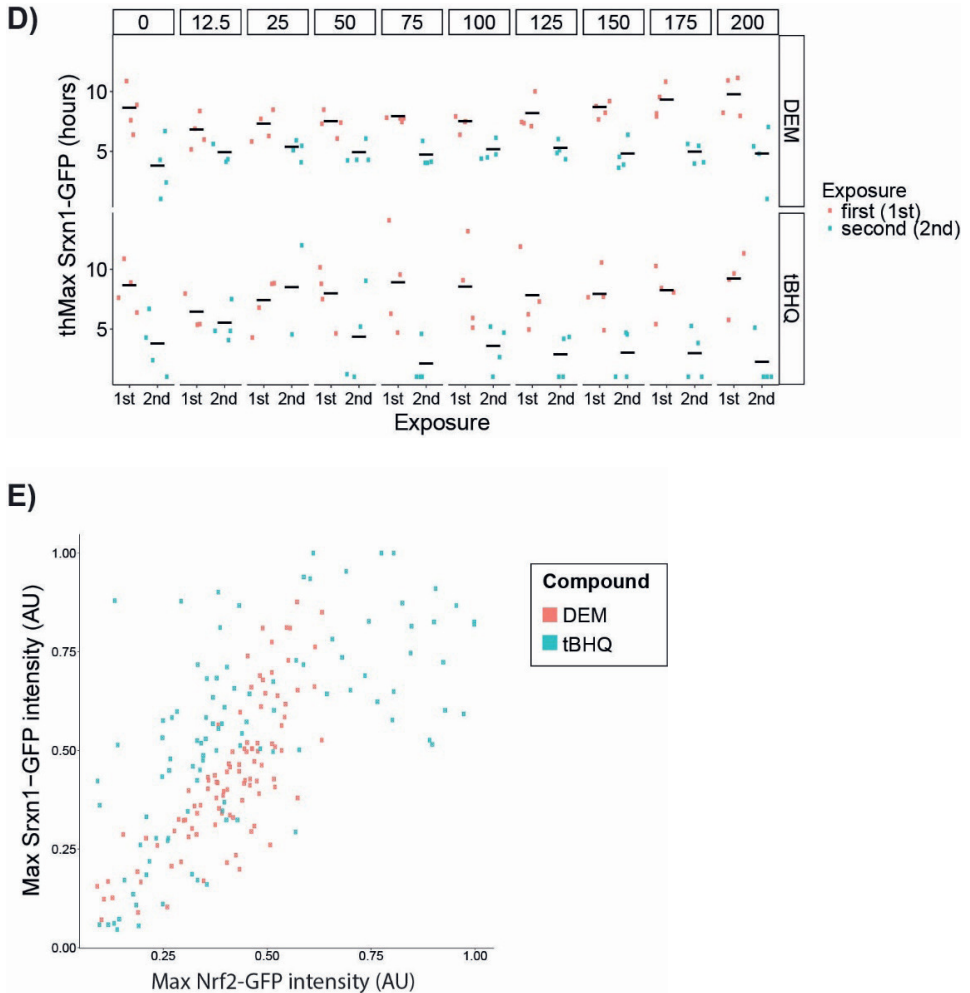 D)
0 12.5 25 50 75 100 125 150 175 200
thMax Srxn1-GFP (hours)
10
5
DEM
10
5
tBHQ
1st 2nd 1st 2nd 1st 2nd 1st 2nd 1st 2nd 1st 2nd 1st 2nd 1st 2nd 1st 2nd 1st 2nd
Exposure
Exposure
first (1st)
second (2nd)
E)
Max Srxn1-GFP intensity (AU)
1.00
0.75
0.50
0.25
0.00
0.25 0.50 0.75 1.00
Max Nrf2-GFP intensity (AU)
Compound
DEM
tBHQ